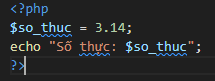 <?php
$so_thuc = 3.14;
echo "Số thực: $so_thuc";
?>